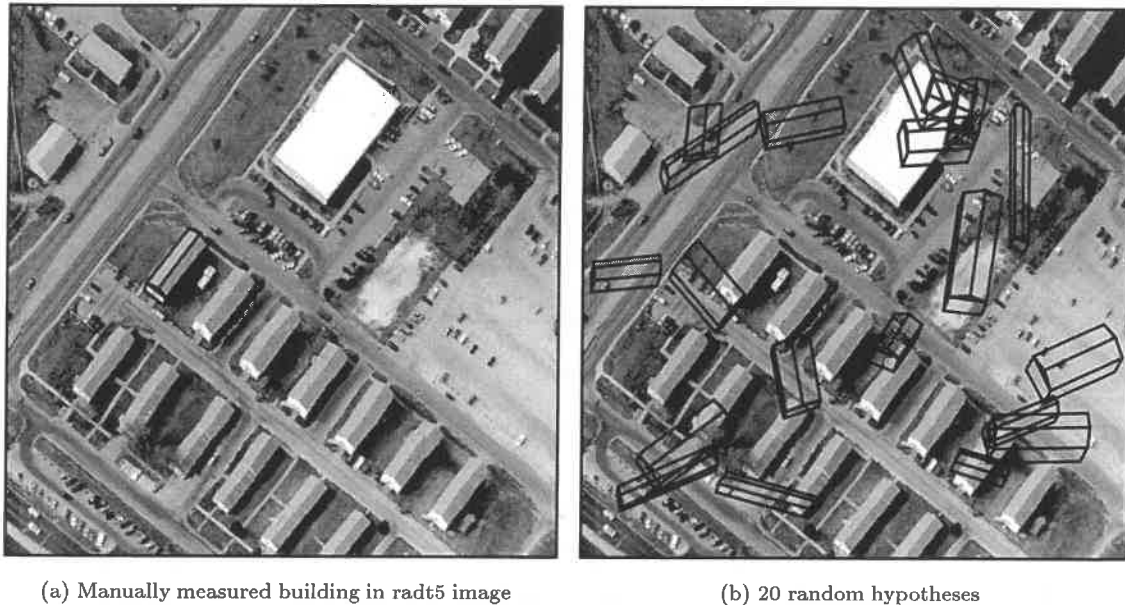 (a) Manually measured building in radt5 image
(b) 20 random hypotheses